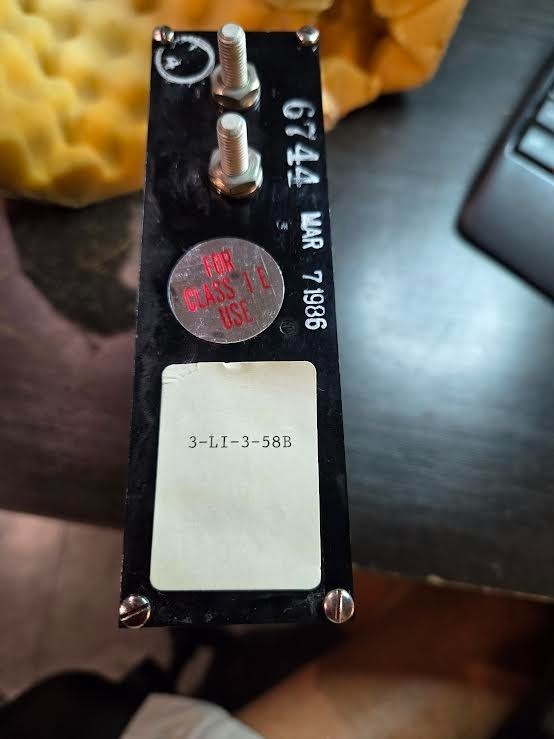 A
6744 MAR 7 1986
FOR
CLASS 1 E
USE
3-LI-3-58B